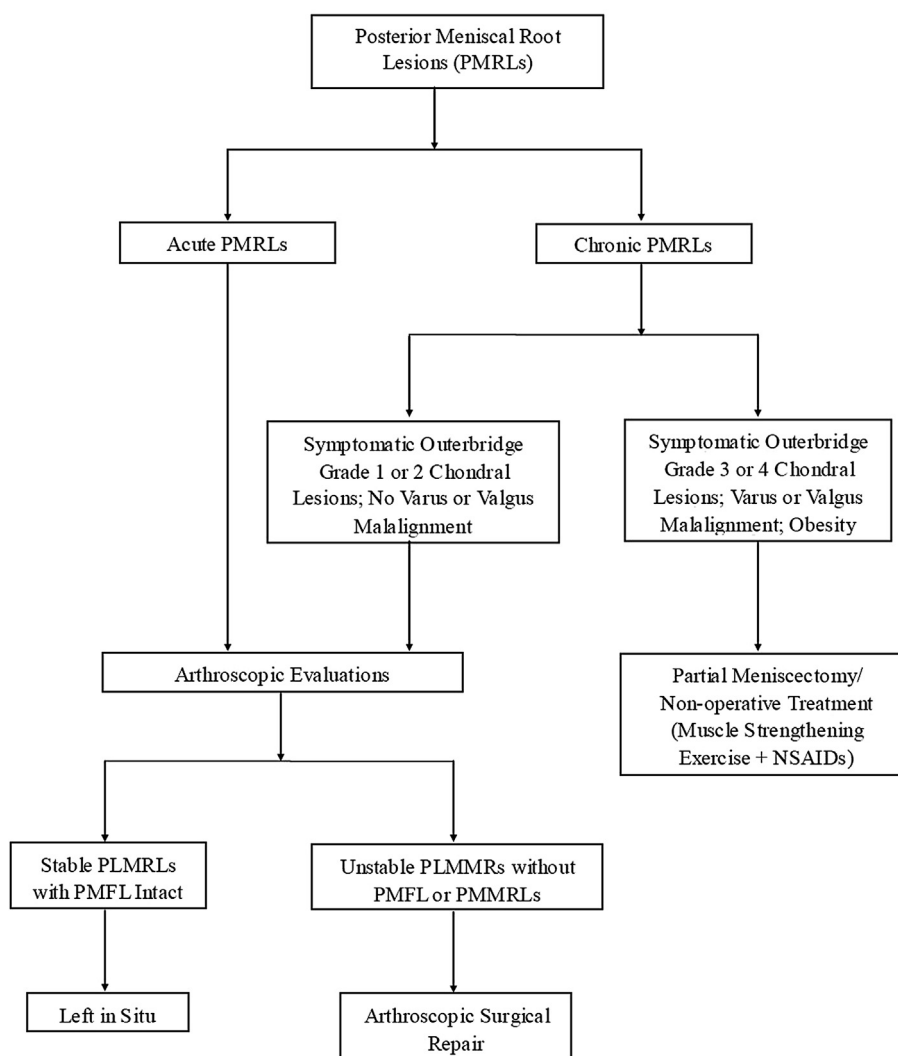 Posterior Meniscal Root
Lesions (PMRLs)
Acute PMRLs
Chronic PMRLs
Symptomatic Outerbridge
Grade 1 or 2 Chondral
Lesions; No Varus or Valgus
Malalignment
Symptomatic Outerbridge
Grade 3 or 4 Chondral
Lesions; Varus or Valgus
Malalignment; Obesity
Arthroscopic Evaluations
Partial Meniscectomy/
Non-operative Treatment
(Muscle Strengthening
Exercise + NSAIDs)
Stable PLMRLs
with PMFL Intact
Unstable PLMMRs without
PMFL or PMMRLs
Left in Situ
Arthroscopic Surgical
Repair